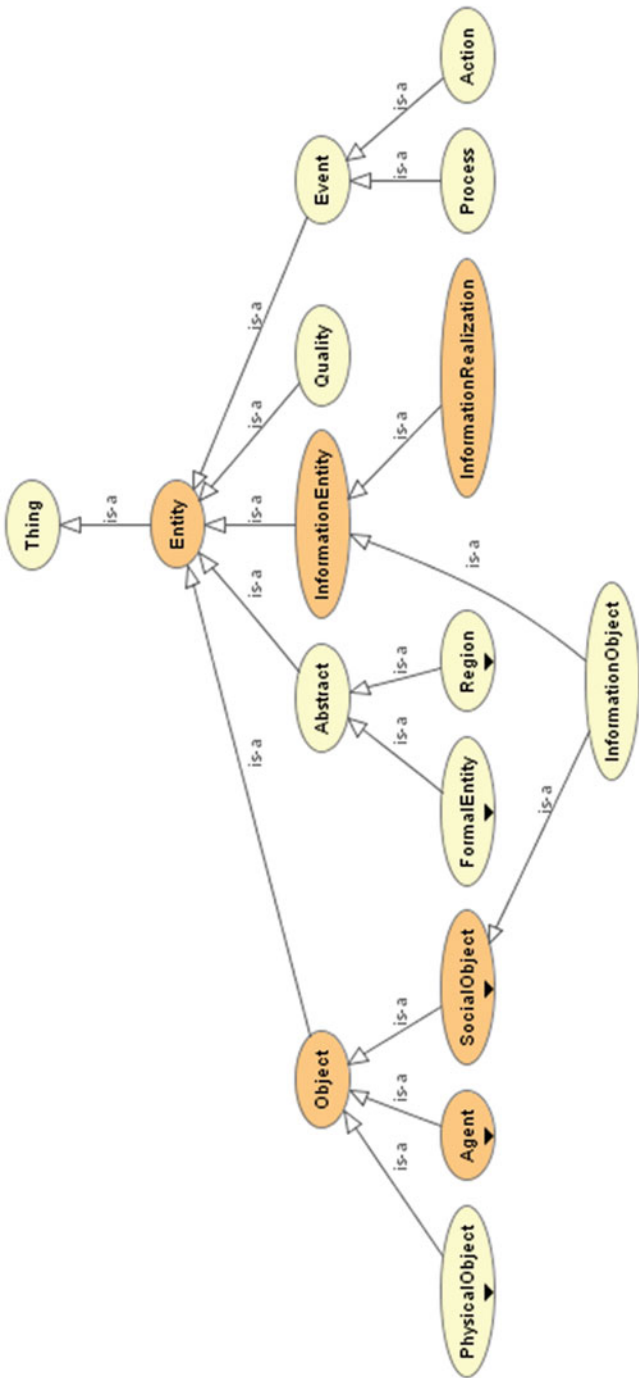 Thing
is-a
Entity
is-a
is-a
is-a
is-a
is-a
Object
Abstract
InformationEntity
Quality
Event
is-a
is-a
is-a
is-a
is-a
is-a
is-a
is-a
PhysicalObject
Agent
SocialObject
FormalEntity
Region
InformationRealization
Process
Action
is-a
is-a
InformationObject